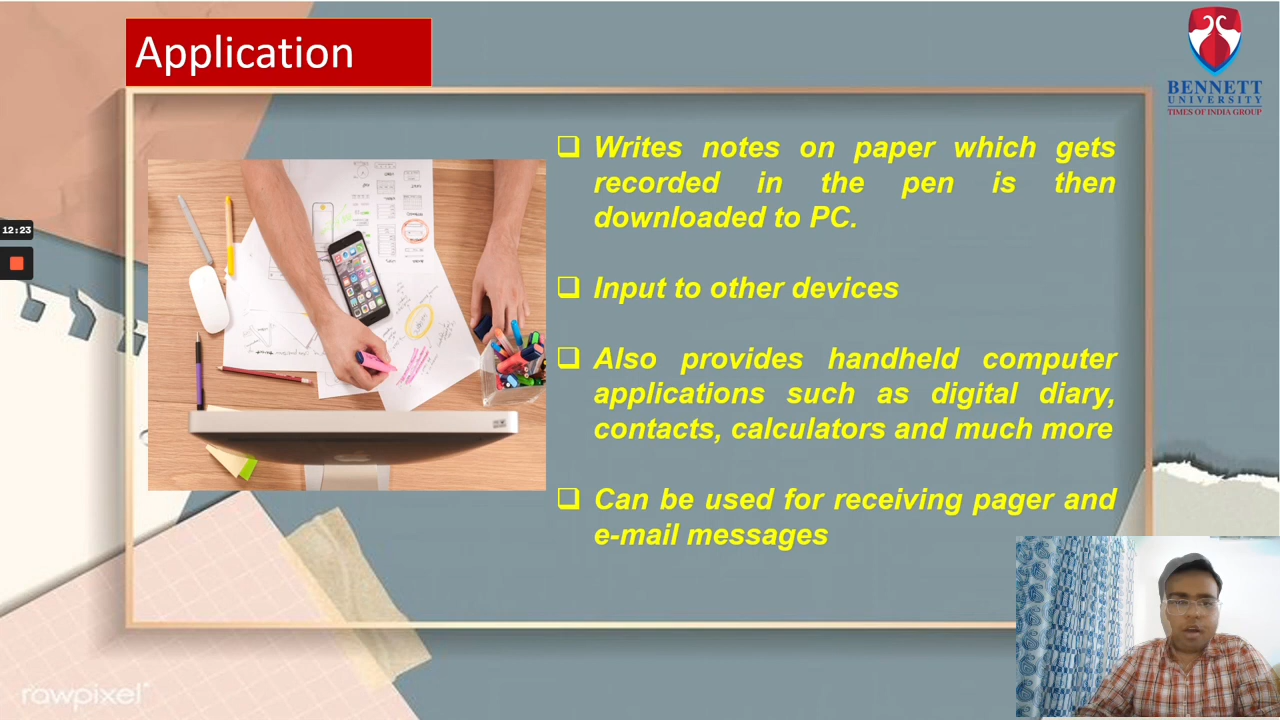 Application
BENNETT
UNIVERSITY
TIMES OF INDIA GROUP
Writes notes on paper which gets
recorded in the pen is then
downloaded to PC.
12:23
Input to other devices
Also provides handheld computer
applications such as digital diary,
contacts, calculators and much more
Can be used for receiving pager and
e-mail messages
rawpixel